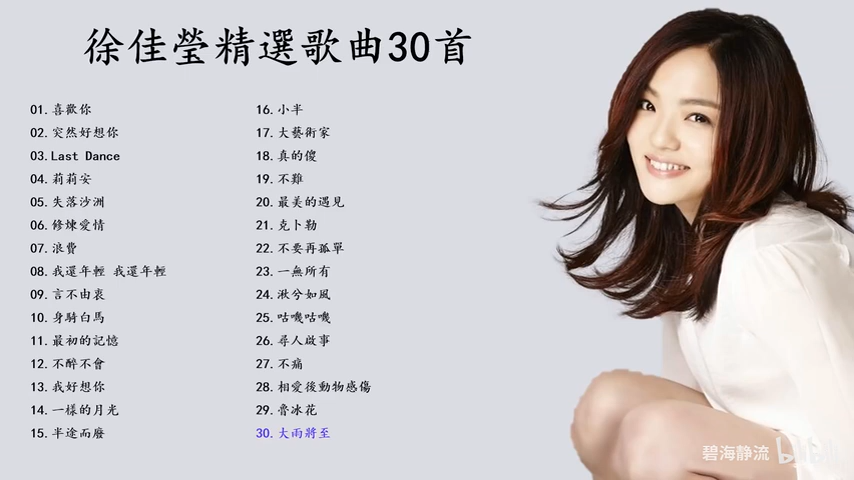 徐佳瑩精選歌曲30首
01.喜歡你
02.突然好想你
03.Last Dance
04.莉莉安
05.失落沙洲
06.修煉愛情
07.浪費
08.我還年輕 我還年輕
09.言不由衷
10.身騎白馬
11.最初的記憶
12.不醉不會
13.我好想你
14.一樣的月光
15.半途而廢
16.小半
17.大藝術家
18.真的傻
19.不難
20.最美的遇見
21.克卜勒
22.不要再孤單
23.一無所有
24.湫兮如風
25.咕嘰咕嘰
26.尋人啟事
27.不痛
28.相愛後動物感傷
29.魯冰花
30.大雨將至
碧海静流